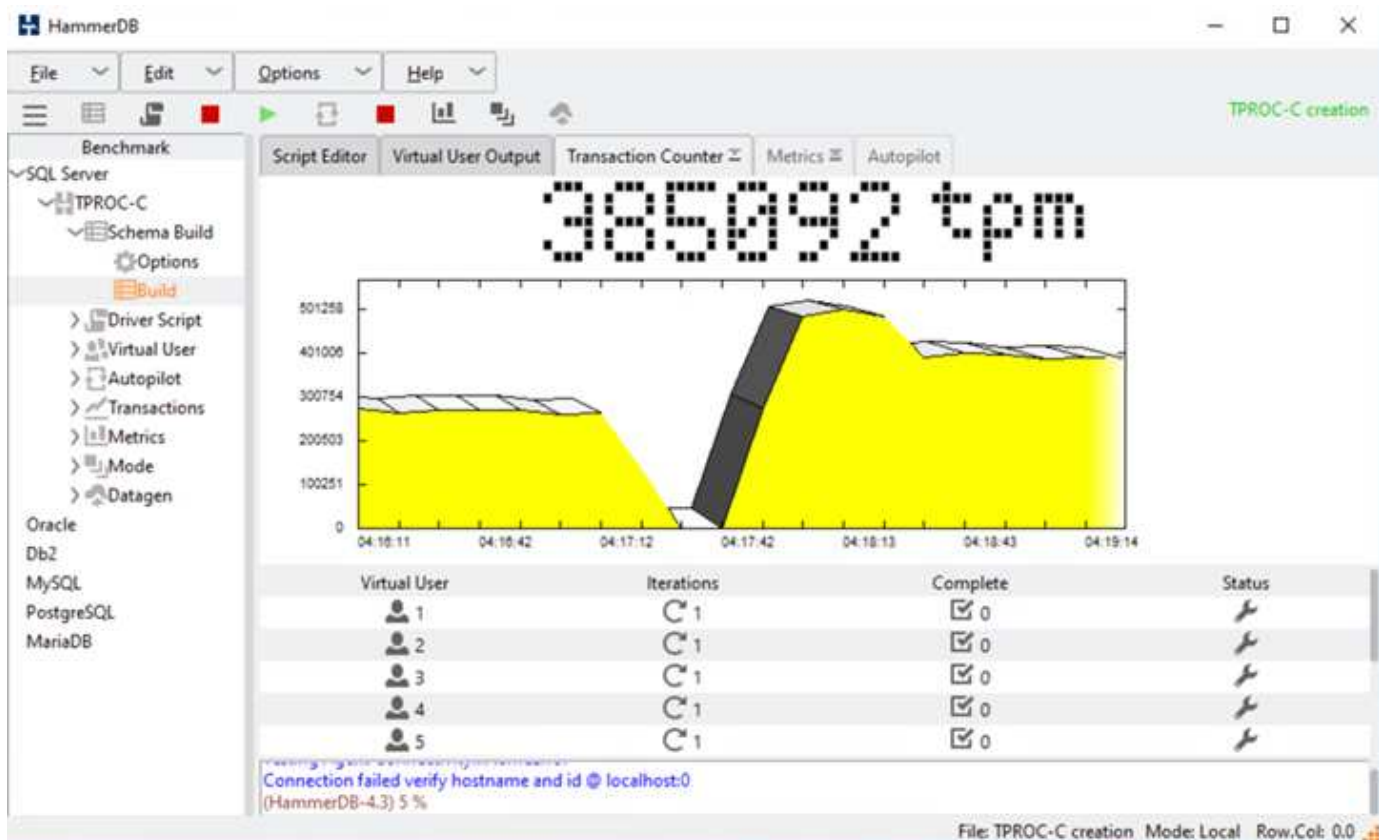 HammerDB
File Edit Options Help
TPROC-C creation
Benchmark
SQL Server
TPROC-C
Schema Build
Options
Build
Driver Script
Virtual User
Autopilot
Transactions
Metrics
Mode
Datagen
Oracle
Db2
MySQL
PostgreSQL
MariaDB
Script Editor Virtual User Output Transaction Counter Metrics Autopilot
385092 tpm
501258
401006
300754
200503
100251
0
04:16:11 04:16:42 04:17:12 04:17:42 04:18:13 04:18:43 04:19:14
Virtual User Iterations Complete Status
1 1 0
2 1 0
3 1 0
4 1 0
5 1 0
Connection failed verify hostname and id @ localhost:0
(HammerDB-4.3) 5 %
File: TPROC-C creation Mode: Local Row,Col: 0.0